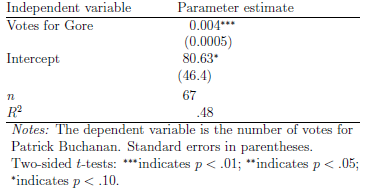 Independent variable Parameter estimate
Votes for Gore 0.004***
(0.0005)
Intercept 80.63*
(46.4)
n 67
R² .48
Notes: The dependent variable is the number of votes for
Patrick Buchanan. Standard errors in parentheses.
Two-sided t-tests: ***indicates p < .01; **indicates p < .05;
*indicates p < .10.